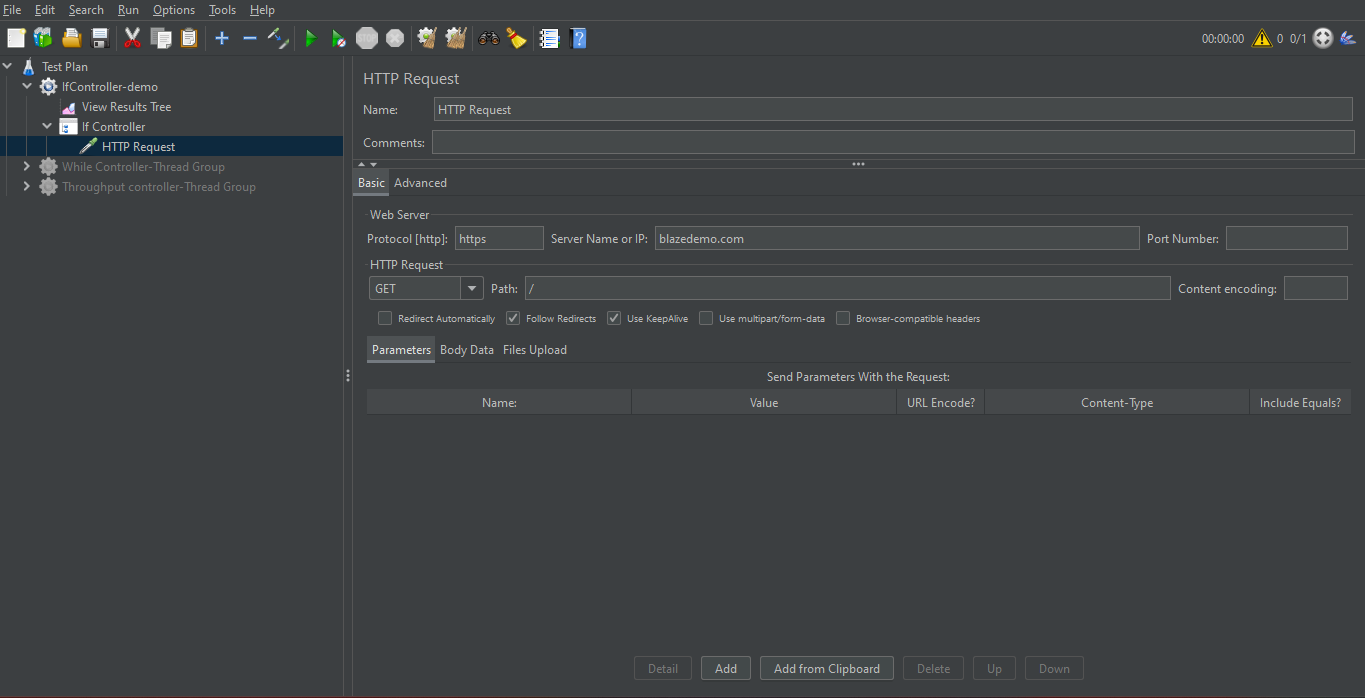 File Edit Search Run Options Tools Help
00:00:00 0 0/1
Test Plan
IfController-demo
View Results Tree
If Controller
HTTP Request
While Controller-Thread Group
Throughput controller-Thread Group
HTTP Request
Name: HTTP Request
Comments:
Basic Advanced
Web Server
Protocol [http]: https Server Name or IP: blazedemo.com Port Number:
HTTP Request
GET Path: / Content encoding:
Redirect Automatically Follow Redirects Use KeepAlive Use multipart/form-data Browser-compatible headers
Parameters Body Data Files Upload
Send Parameters With the Request:
Name: Value URL Encode? Content-Type Include Equals?
Detail Add Add from Clipboard Delete Up Down